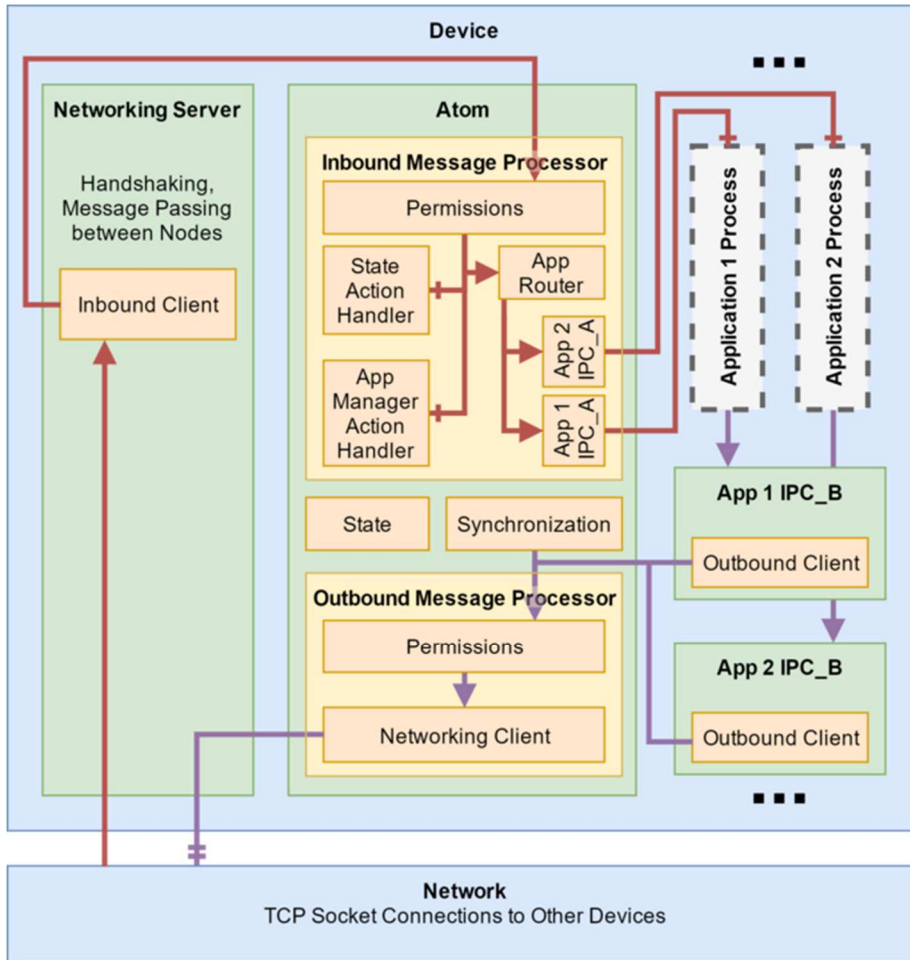 Device
Networking Server
Handshaking,
Message Passing
between Nodes
Inbound Client
Atom
Inbound Message Processor
Permissions
State
Action
Handler
App
Router
App
Manager
Action
Handler
App 2
IPC_A
App 1
IPC_A
State
Synchronization
Outbound Message Processor
Permissions
Networking Client
Application 1 Process
Application 2 Process
App 1 IPC_B
Outbound Client
App 2 IPC_B
Outbound Client
Network
TCP Socket Connections to Other Devices